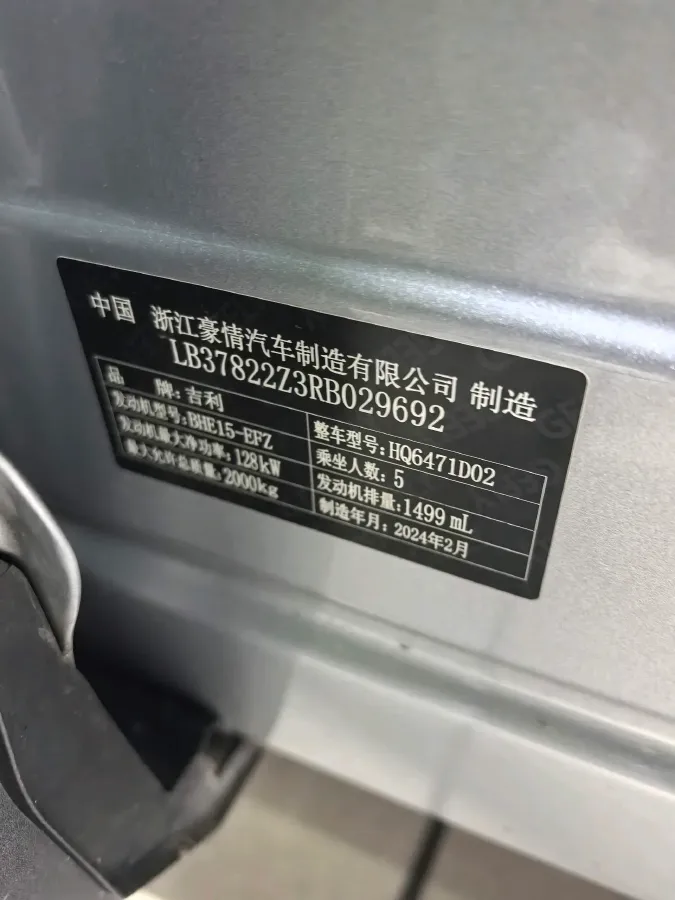 中国 浙江豪情汽车制造有限公司 制造
LB37822Z3RB029692
品 牌:吉利
发动机型号:BHE15-EFZ 整车型号:HQ6471D02
发动机最大净功率:128kW 乘坐人数:5
最大允许总质量:2000kg 发动机排量:1499 mL
制造年月:2024年2月